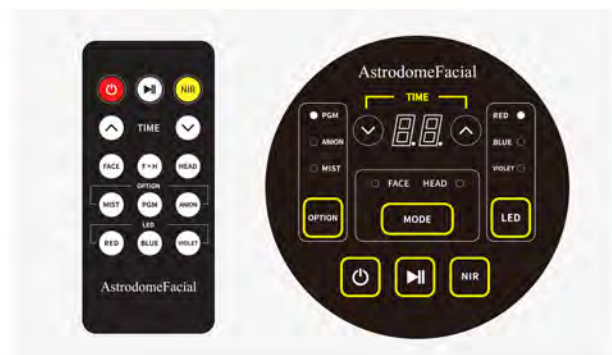 NIR
TIME
FACE F+H HEAD
OPTION
MIST PGM ANION
LED
RED BLUE VIOLET
AstrodomeFacial
AstrodomeFacial
TIME
PGM
ANION
MIST
OPTION
88
FACE HEAD
MODE
RED
BLUE
VIOLET
LED
NIR